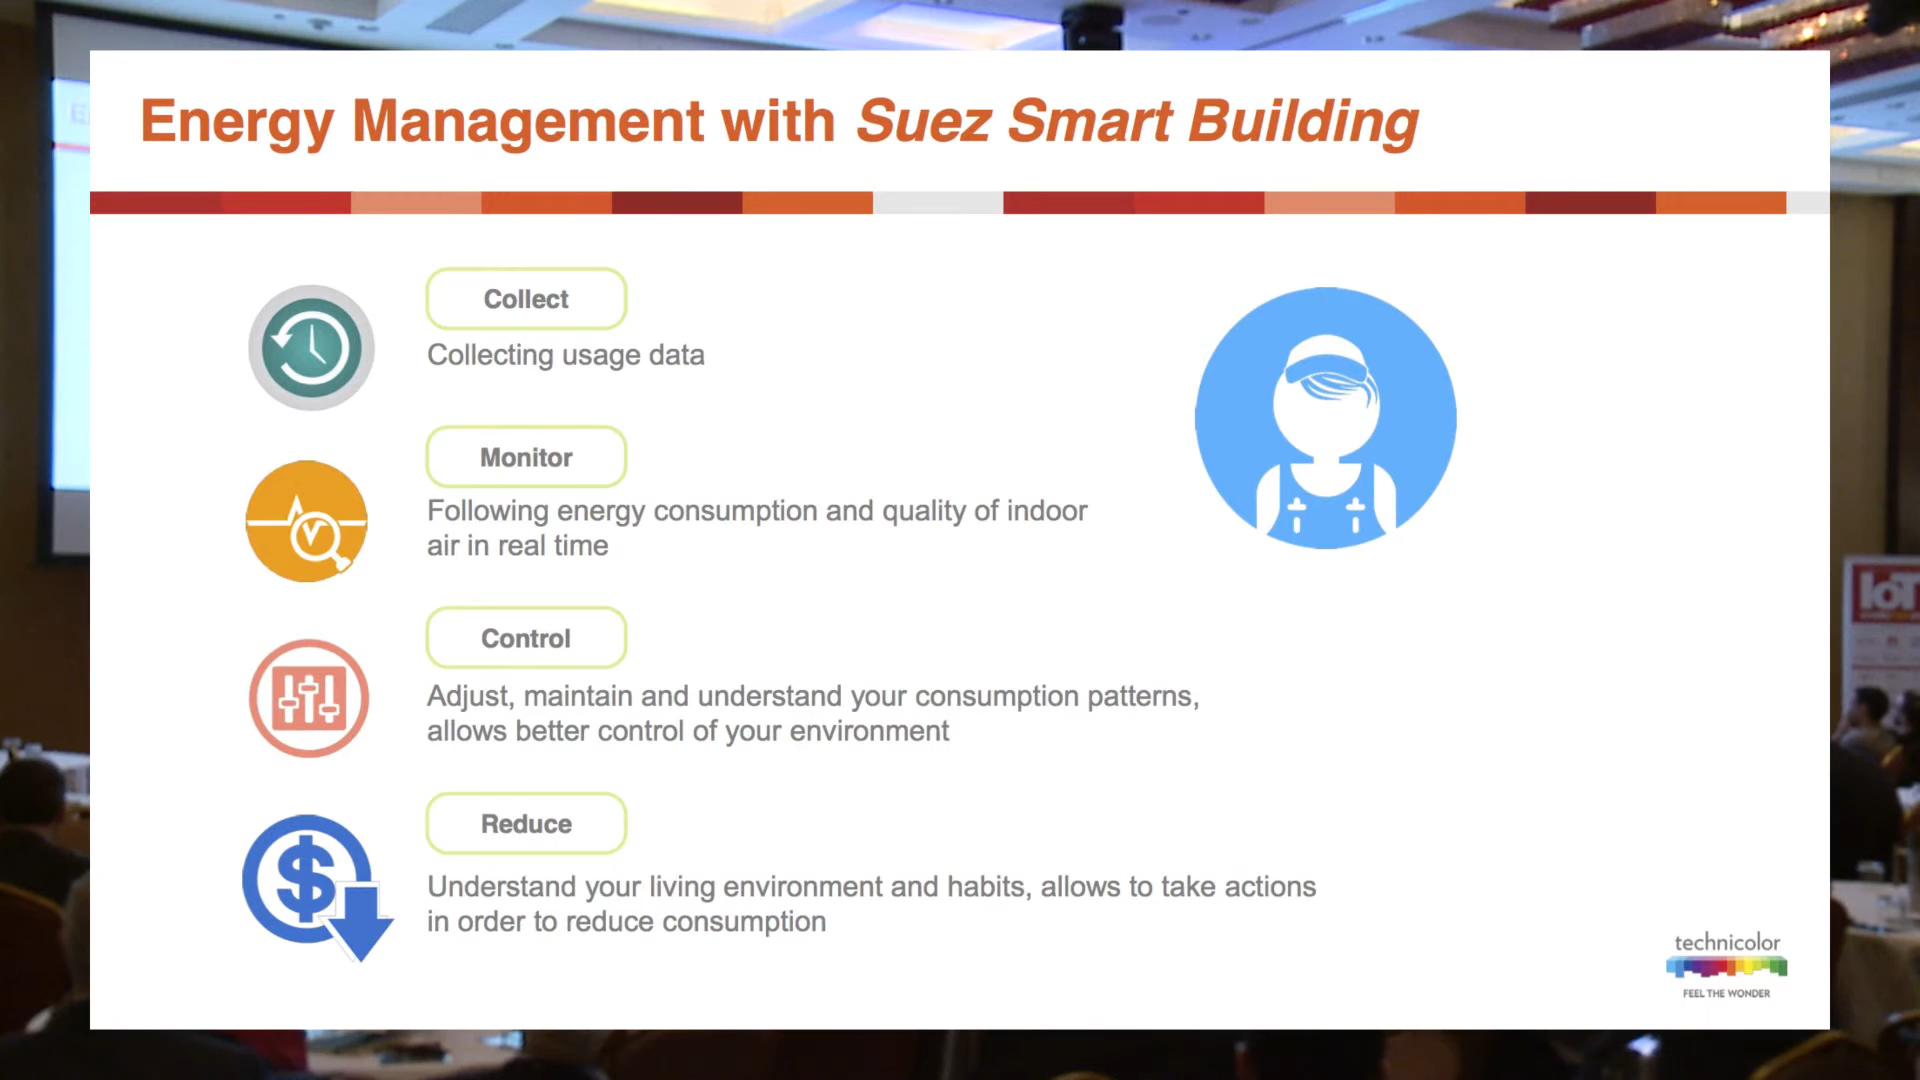 Energy Management with Suez Smart Building
Collect
Collecting usage data
Monitor
Following energy consumption and quality of indoor
air in real time
Control
Adjust, maintain and understand your consumption patterns,
allows better control of your environment
Reduce
Understand your living environment and habits, allows to take actions
in order to reduce consumption
technicolor
FEEL THE WONDER
IoT